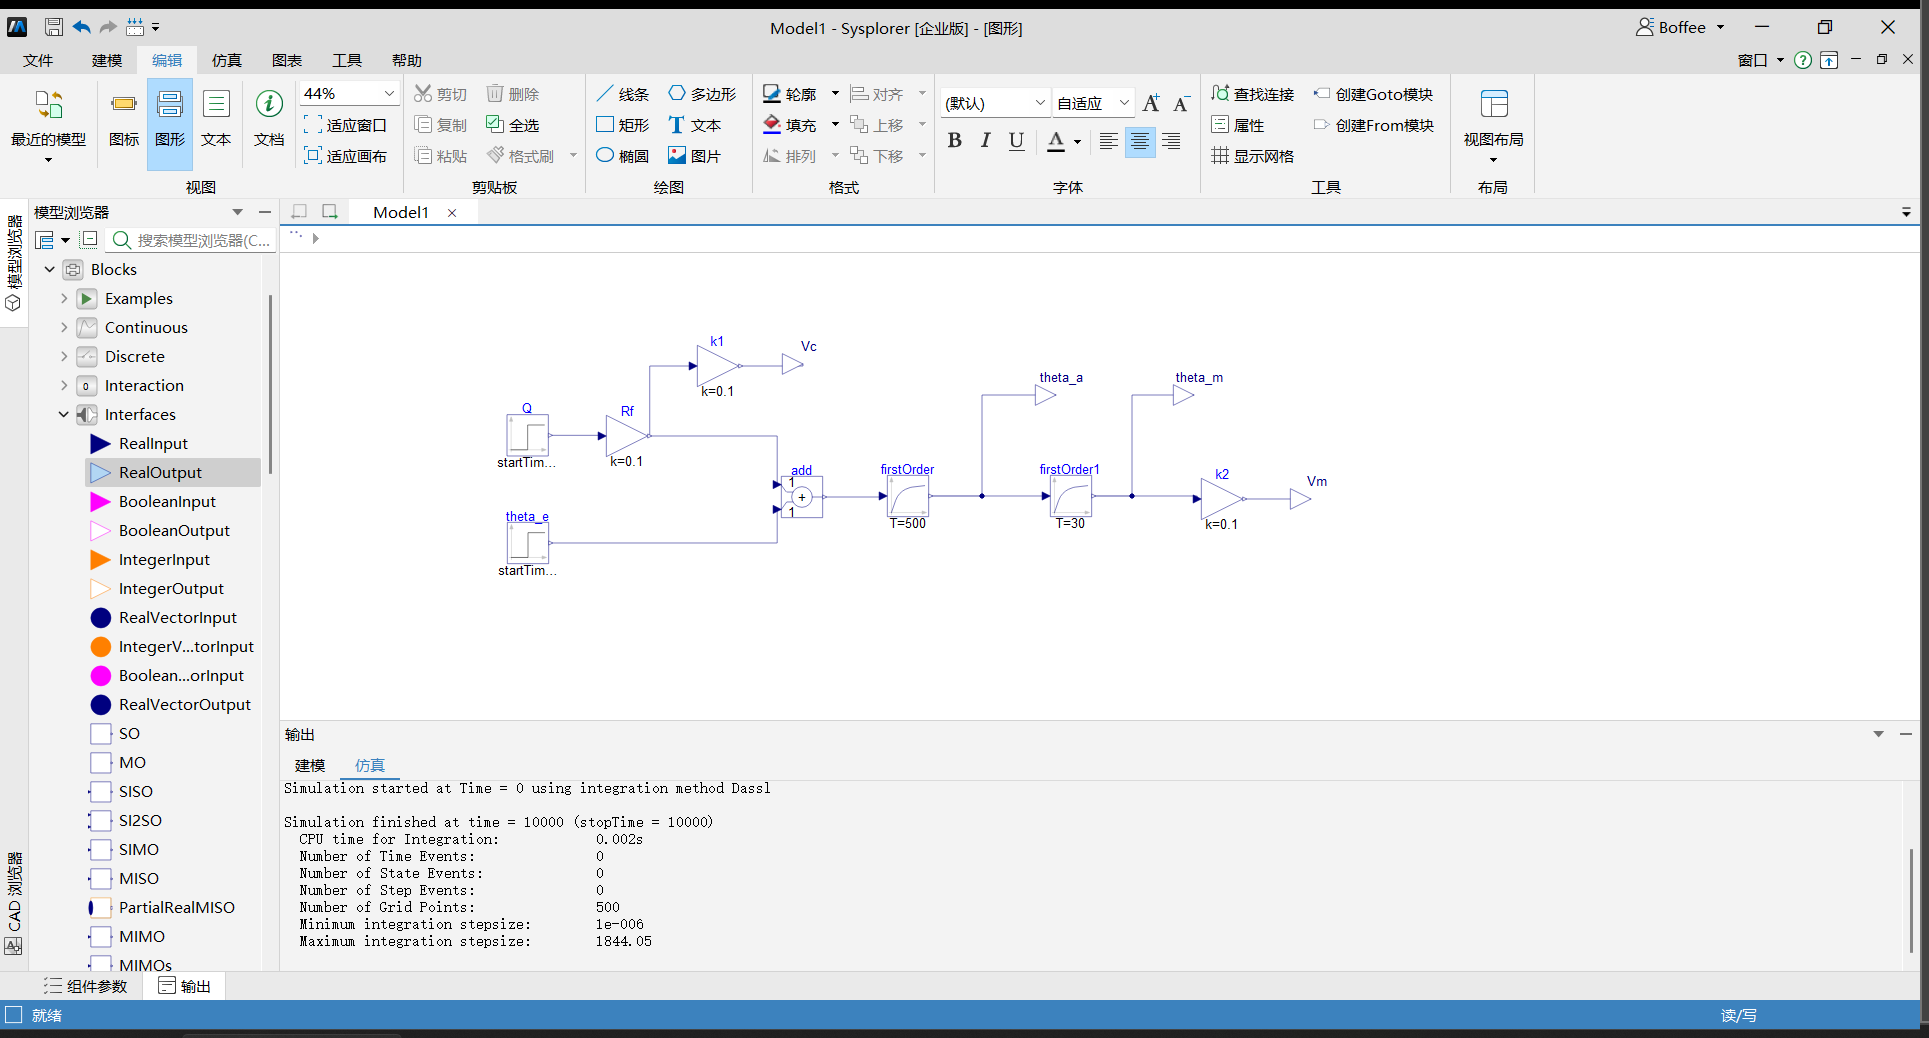 Model1 - Sysplorer [企业版] - [图形]
Boffee
文件 建模 编辑 仿真 图表 工具 帮助
窗口
最近的模型
图标
图形
文本
文档
44%
适应窗口
适应画布
视图
剪切 删除
复制 全选
粘贴 格式刷
剪贴板
线条 多边形
矩形 文本
椭圆 图片
绘图
轮廓 对齐
填充 上移
排列 下移
格式
(默认) 自适应 A+ A-
B I U A
字体
查找连接 创建Goto模块
属性 创建From模块
显示网格
工具
视图布局
布局
模型浏览器
CAD 浏览器
模型浏览器
搜索模型浏览器(C...
Blocks
Examples
Continuous
Discrete
Interaction
Interfaces
RealInput
RealOutput
BooleanInput
BooleanOutput
IntegerInput
IntegerOutput
RealVectorInput
IntegerV...torInput
Boolean...orInput
RealVectorOutput
SO
MO
SISO
SI2SO
SIMO
MISO
PartialRealMISO
MIMO
MIMOs
Model1
k1
k=0.1
Vc
Q
startTim...
Rf
k=0.1
theta_e
startTim...
add
1
+
1
firstOrder
T=500
theta_a
firstOrder1
T=30
theta_m
k2
k=0.1
Vm
输出
建模 仿真
Simulation started at Time = 0 using integration method Dassl
Simulation finished at time = 10000 (stopTime = 10000)
CPU time for Integration: 0.002s
Number of Time Events: 0
Number of State Events: 0
Number of Step Events: 0
Number of Grid Points: 500
Minimum integration stepsize: 1e-006
Maximum integration stepsize: 1844.05
组件参数 输出
就绪
读/写